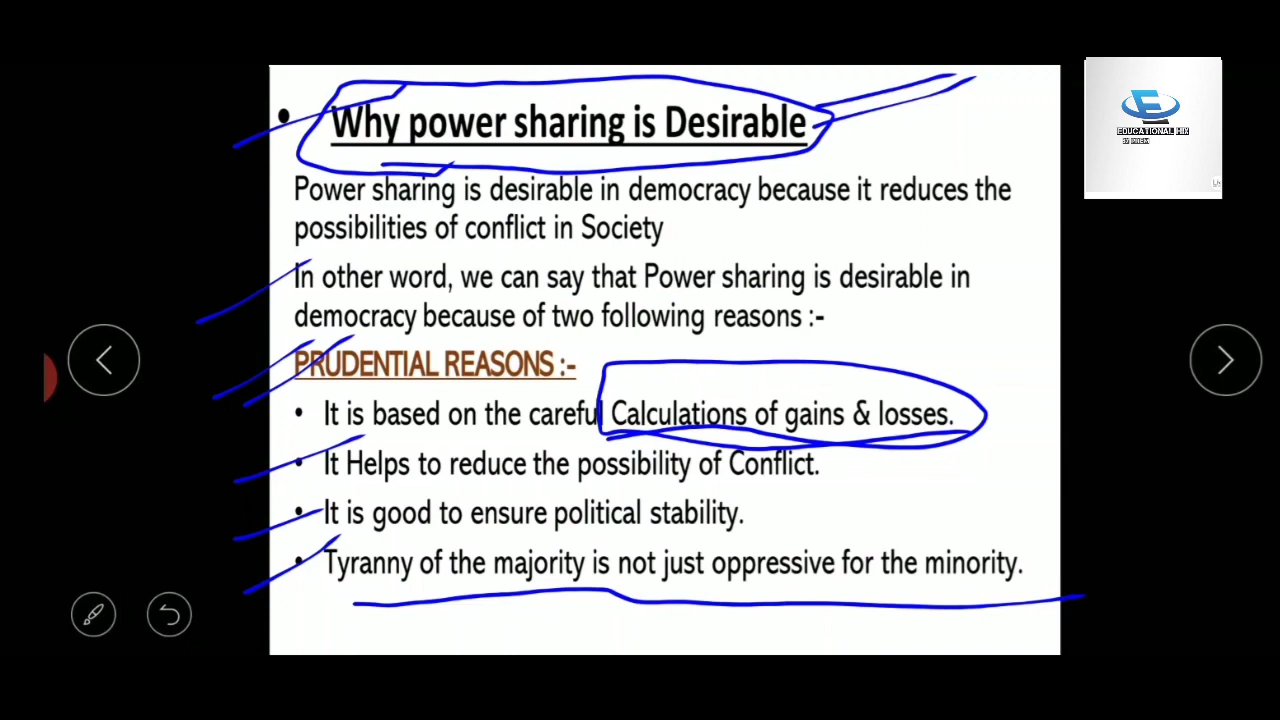 Why power sharing is Desirable
Power sharing is desirable in democracy because it reduces the
possibilities of conflict in Society
In other word, we can say that Power sharing is desirable in
democracy because of two following reasons :-
PRUDENTIAL REASONS :-
• It is based on the careful Calculations of gains & losses.
• It Helps to reduce the possibility of Conflict.
• It is good to ensure political stability.
• Tyranny of the majority is not just oppressive for the minority.
EDUCATIONAL